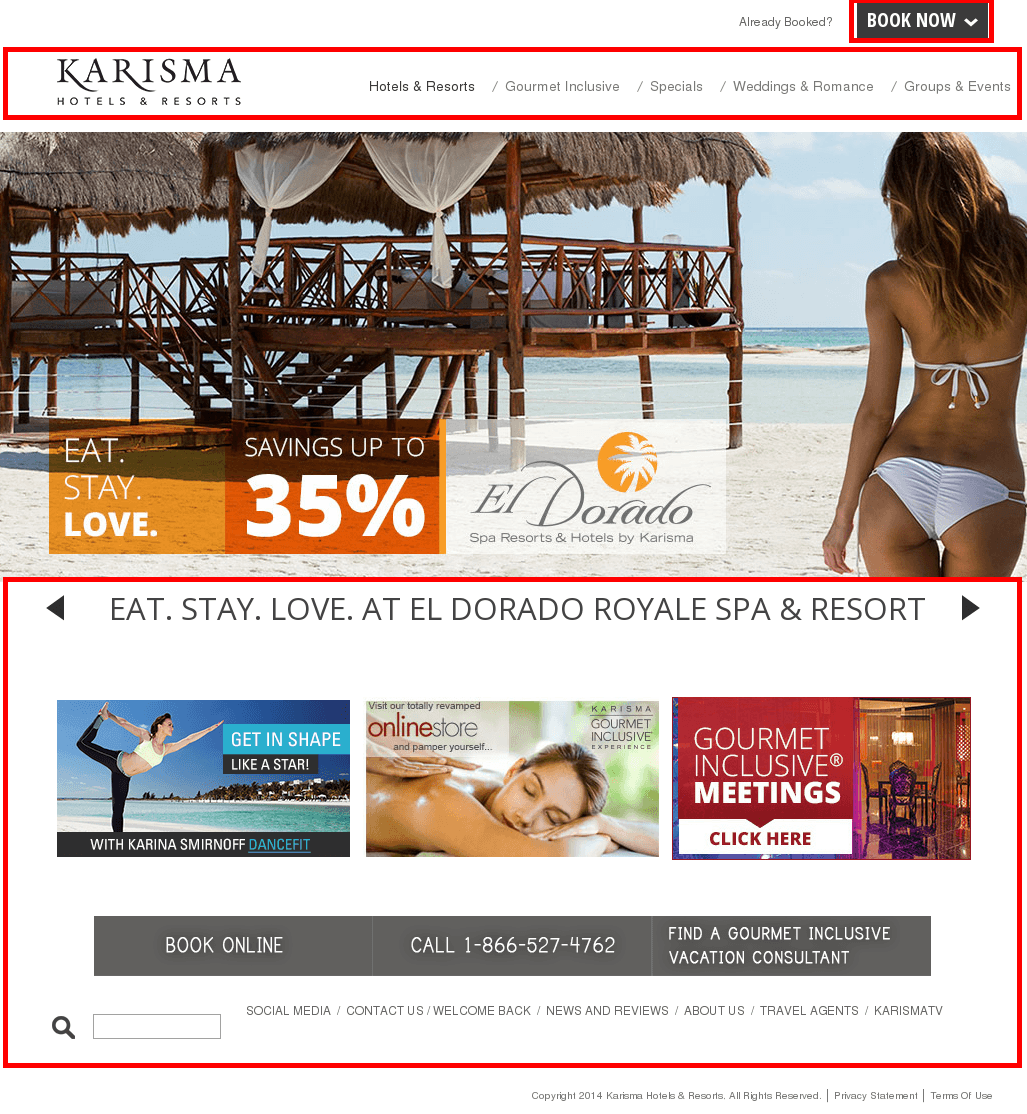 Already Booked?
BOOK NOW
KARISMA
HOTELS & RESORTS
Hotels & Resorts / Gourmet Inclusive / Specials / Weddings & Romance / Groups & Events
EAT.
STAY.
LOVE.
SAVINGS UP TO
35%
El Dorado
Spa Resorts & Hotels by Karisma
EAT. STAY. LOVE. AT EL DORADO ROYALE SPA & RESORT
GET IN SHAPE
LIKE A STAR!
WITH KARINA SMIRNOFF DANCEFIT
Visit our totally revamped
onlinestore
and pamper yourself...
KARISMA
GOURMET
INCLUSIVE®
EXPERIENCE
GOURMET
INCLUSIVE®
MEETINGS
CLICK HERE
BOOK ONLINE
CALL 1-866-527-4762
FIND A GOURMET INCLUSIVE
VACATION CONSULTANT
SOCIAL MEDIA / CONTACT US / WELCOME BACK / NEWS AND REVIEWS / ABOUT US / TRAVEL AGENTS / KARISMATV
Copyright 2014 Karisma Hotels & Resorts. All Rights Reserved. | Privacy Statement | Terms Of Use